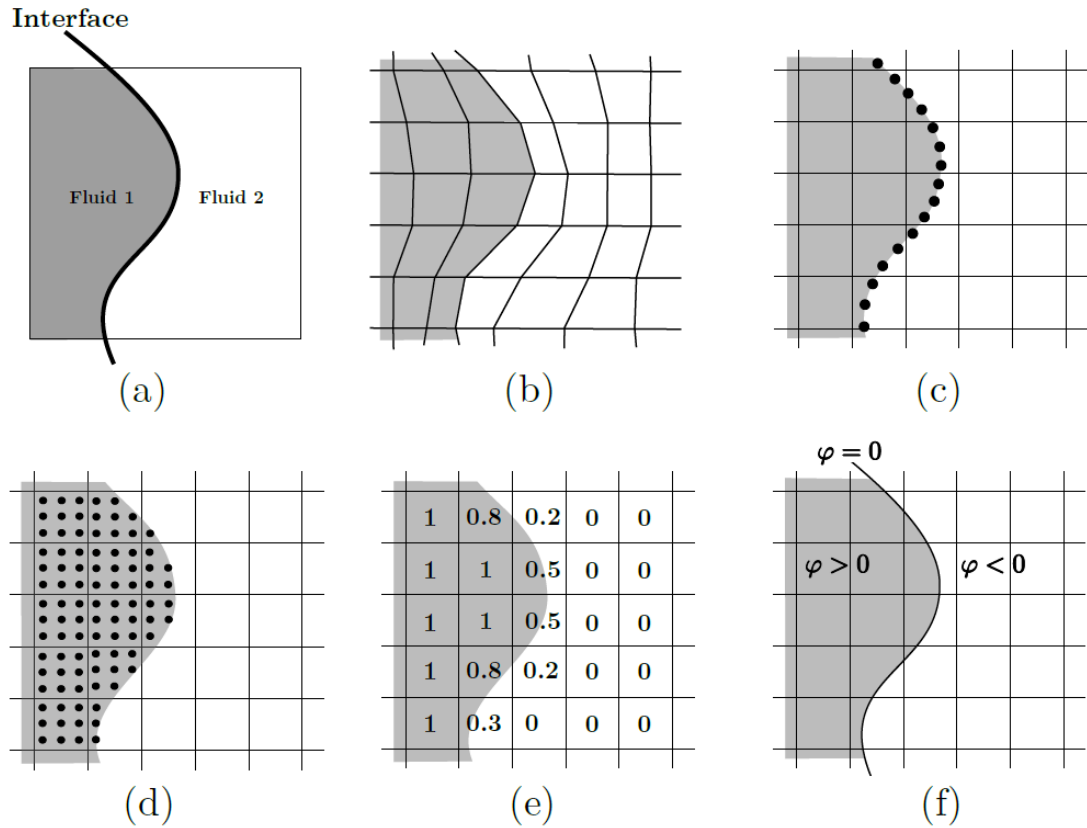 Interface
Fluid 1 Fluid 2
(a) (b) (c)
φ = 0
φ > 0 φ < 0
1 0.8 0.2 0 0
1 1 0.5 0 0
1 1 0.5 0 0
1 0.8 0.2 0 0
1 0.3 0 0 0
(d) (e) (f)